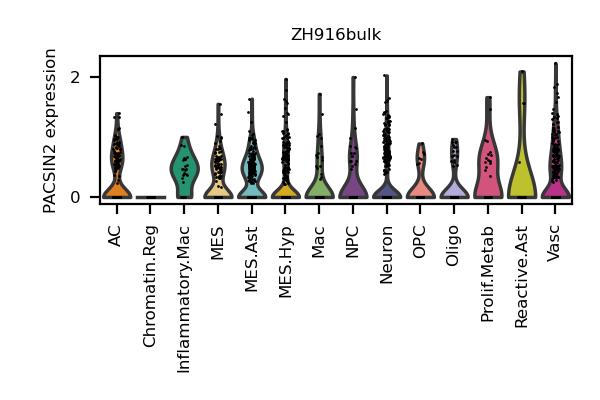 ZH916bulk
PACSIN2 expression
2
0
AC
Chromatin.Reg
Inflammatory.Mac
MES
MES.Ast
MES.Hyp
Mac
NPC
Neuron
OPC
Oligo
Prolif.Metab
Reactive.Ast
Vasc